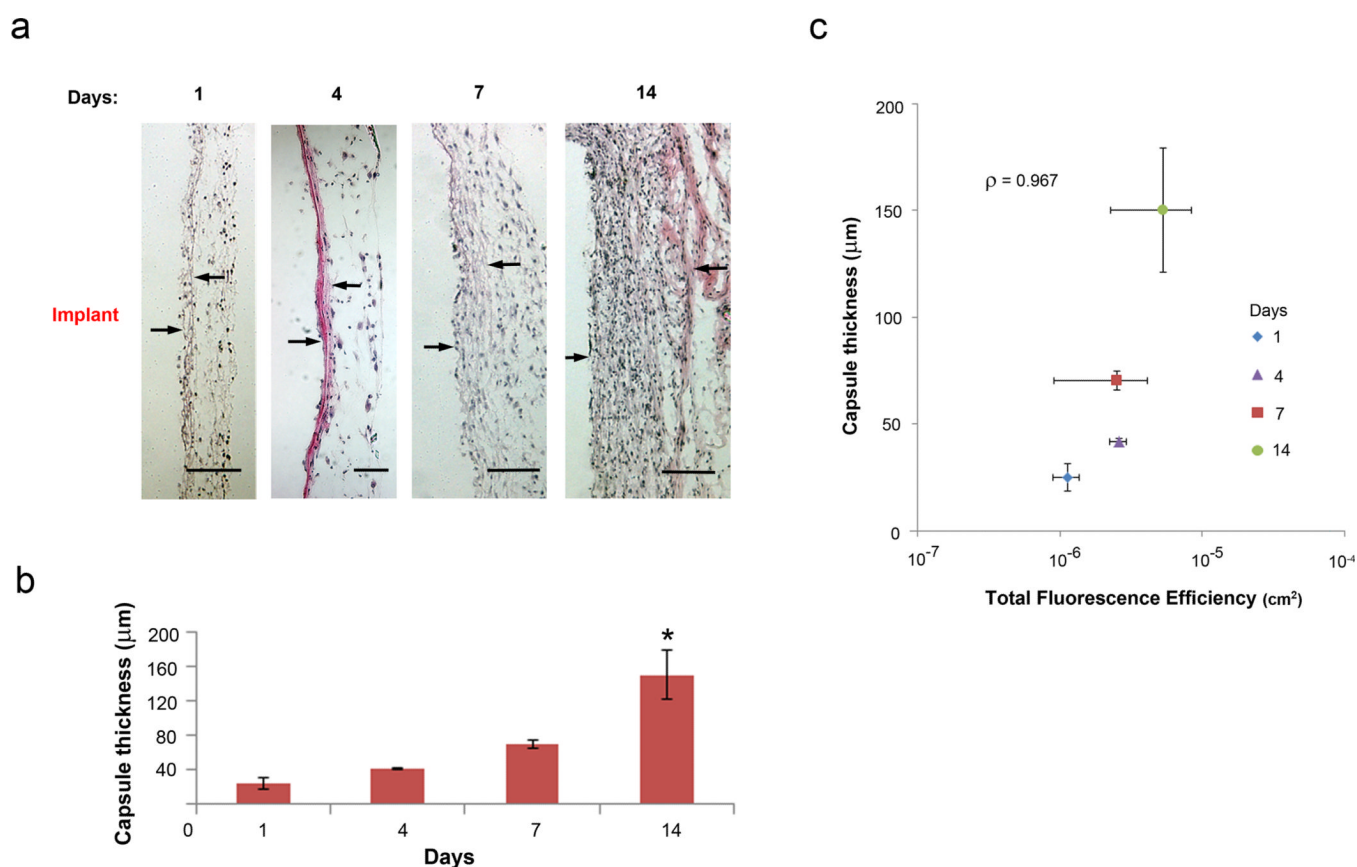 a
Days: 1 4 7 14
Implant
b
Capsule thickness (μm)
200
160
120
80
40
0
1 4 7 14
*
Days
c
Capsule thickness (μm)
200
150
100
50
0
ρ = 0.967
Days
1
4
7
14
10⁻⁷ 10⁻⁶ 10⁻⁵ 10⁻⁴
Total Fluorescence Efficiency (cm²)